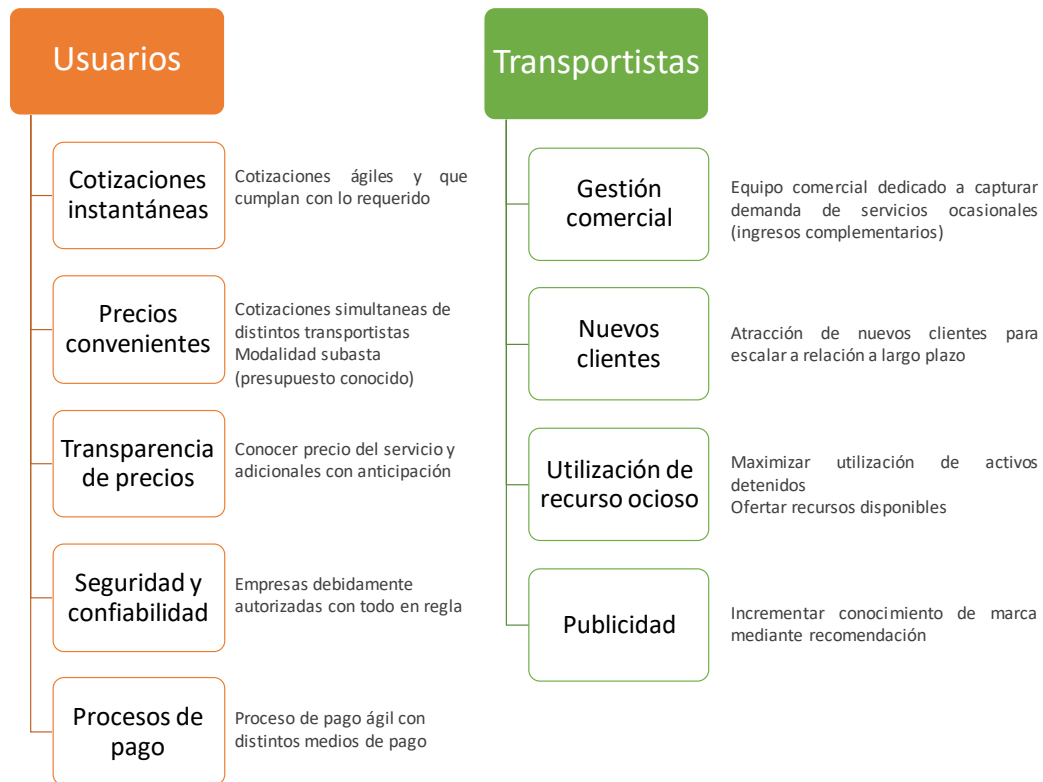 Usuarios
Cotizaciones
instantáneas
Cotizaciones ágiles y que
cumplan con lo requerido
Precios
convenientes
Cotizaciones simultaneas de
distintos transportistas
Modalidad subasta
(presupuesto conocido)
Transparencia
de precios
Conocer precio del servicio y
adicionales con anticipación
Seguridad y
confiabilidad
Empresas debidamente
autorizadas con todo en regla
Procesos de
pago
Proceso de pago ágil con
distintos medios de pago
Transportistas
Gestión
comercial
Equipo comercial dedicado a capturar
demanda de servicios ocasionales
(ingresos complementarios)
Nuevos
clientes
Atracción de nuevos clientes para
escalar a relación a largo plazo
Utilización de
recurso ocioso
Maximizar utilización de activos
detenidos
Ofertar recursos disponibles
Publicidad
Incrementar conocimiento de marca
mediante recomendación